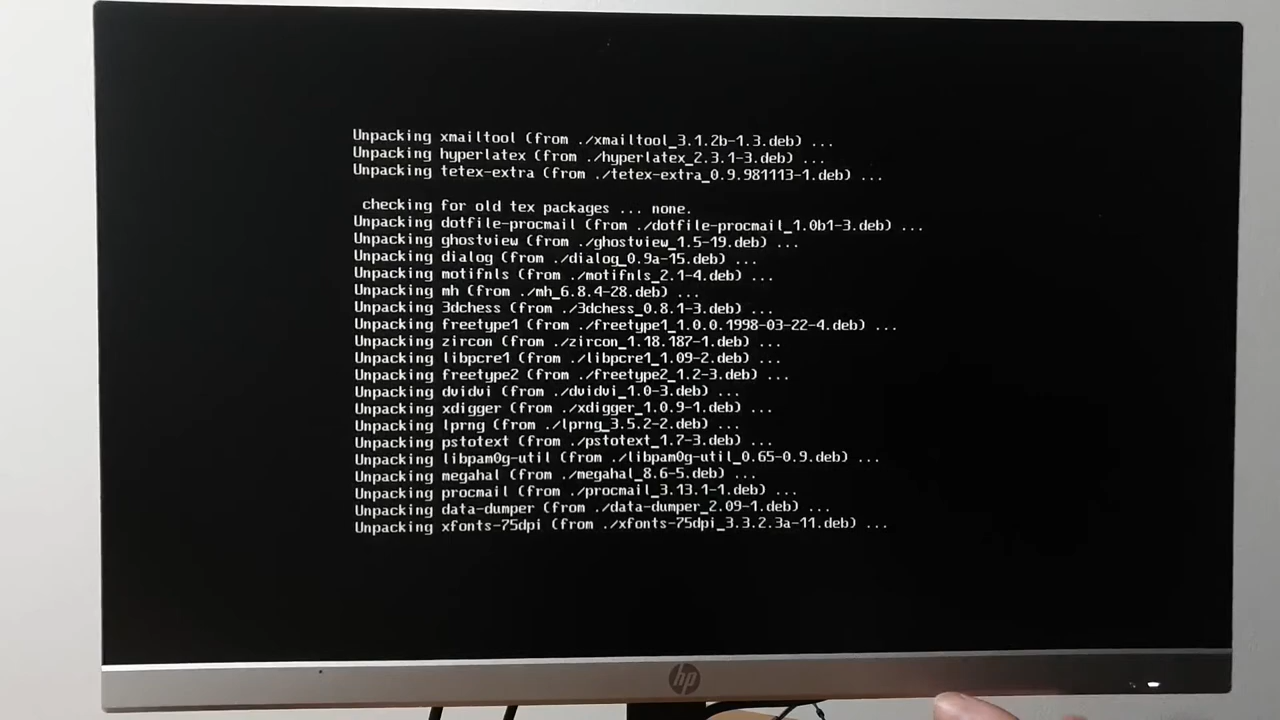 Unpacking xmailtool (from ./xmailtool_3.1.2b-1.3.deb) ...
Unpacking hyperlatex (from ./hyperlatex_2.3.1-3.deb) ...
Unpacking tetex-extra (from ./tetex-extra_0.9.981113-1.deb) ...
checking for old tex packages ... none.
Unpacking dotfile-procmail (from ./dotfile-procmail_1.0b1-3.deb) ...
Unpacking ghostview (from ./ghostview_1.5-19.deb) ...
Unpacking dialog (from ./dialog_0.9a-15.deb) ...
Unpacking motifnls (from ./motifnls_2.1-4.deb) ...
Unpacking mh (from ./mh_6.8.4-28.deb) ...
Unpacking 3dchess (from ./3dchess_0.8.1-3.deb) ...
Unpacking freetype1 (from ./freetype1_1.0.0.1998-03-22-4.deb) ...
Unpacking zircon (from ./zircon_1.18.187-1.deb) ...
Unpacking libpcre1 (from ./libpcre1_1.09-2.deb) ...
Unpacking freetype2 (from ./freetype2_1.2-3.deb) ...
Unpacking dvidvi (from ./dvidvi_1.0-3.deb) ...
Unpacking xdigger (from ./xdigger_1.0.9-1.deb) ...
Unpacking lprng (from ./lprng_3.5.2-2.deb) ...
Unpacking pstotext (from ./pstotext_1.7-3.deb) ...
Unpacking libpam0g-util (from ./libpam0g-util_0.65-0.9.deb) ...
Unpacking megahal (from ./megahal_8.6-5.deb) ...
Unpacking procmail (from ./procmail_3.13.1-1.deb) ...
Unpacking data-dumper (from ./data-dumper_2.09-1.deb) ...
Unpacking xfonts-75dpi (from ./xfonts-75dpi_3.3.2.3a-11.deb) ...
hp